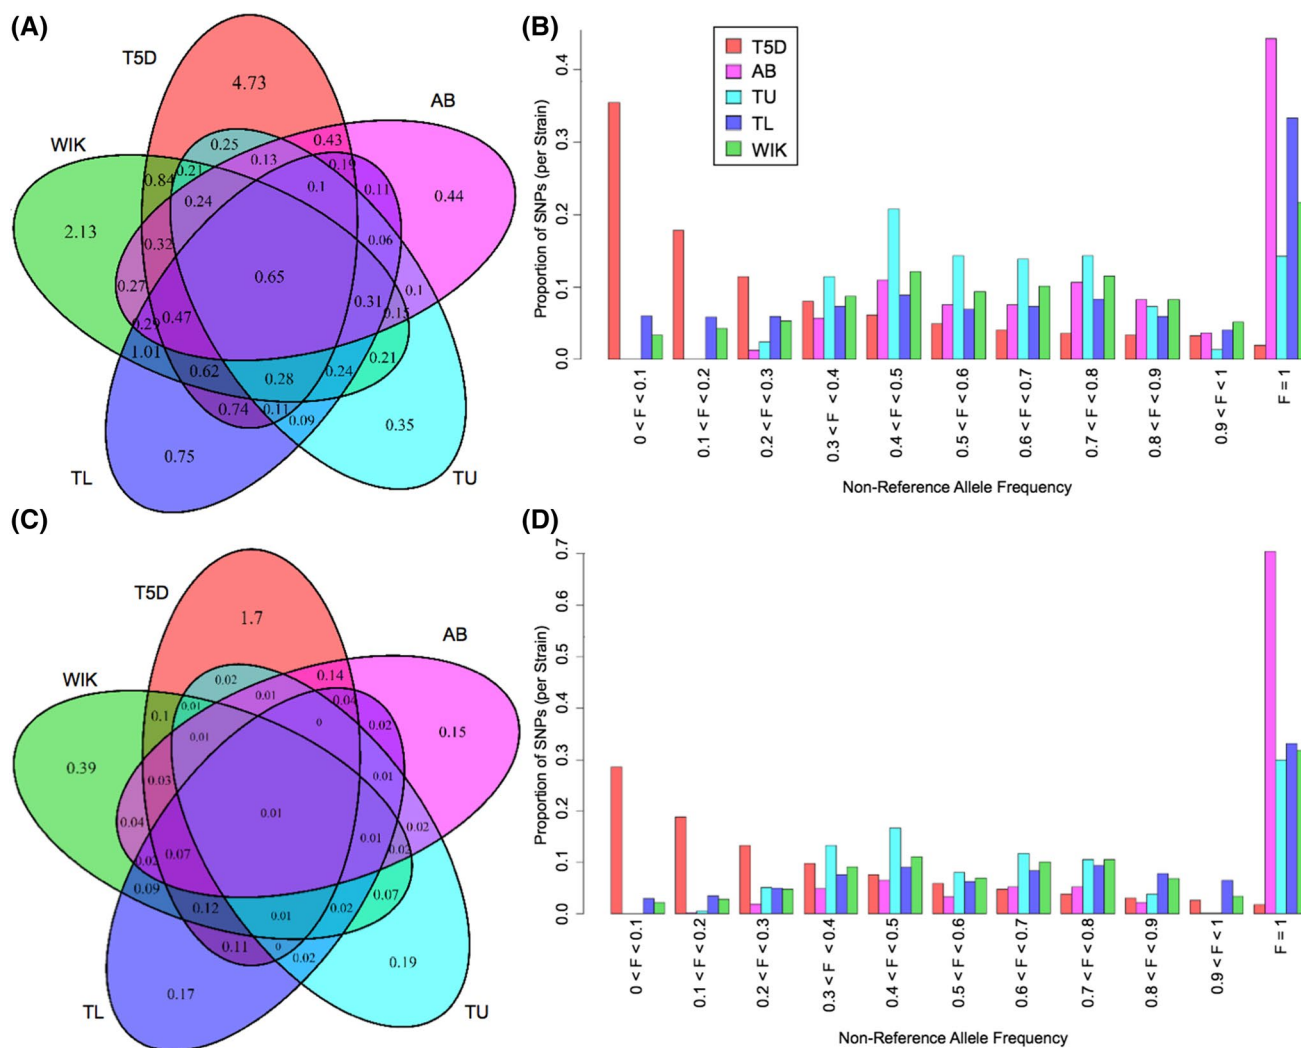 (A)
T5D
4.73
AB
WIK
0.25
0.43
0.84
0.21
0.13
0.19
0.1
0.11
0.44
2.13
0.24
0.32
0.06
0.65
0.27
0.31
0.1
0.15
0.29
0.47
1.01
0.62
0.28
0.24
0.21
0.74
0.11
0.09
0.35
0.75
TL
TU
(B)
T5D
AB
TU
TL
WIK
Proportion of SNPs (per Strain)
0.4
0.3
0.2
0.1
0.0
0 < F < 0.1
0.1 < F < 0.2
0.2 < F < 0.3
0.3 < F < 0.4
0.4 < F < 0.5
0.5 < F < 0.6
0.6 < F < 0.7
0.7 < F < 0.8
0.8 < F < 0.9
0.9 < F < 1
F = 1
Non-Reference Allele Frequency
(C)
T5D
1.7
AB
WIK
0.02
0.14
0.1
0.01
0.01
0.04
0
0.02
0.15
0.39
0.01
0.03
0.01
0.01
0.04
0.01
0.02
0.02
0.02
0.07
0.09
0.12
0.01
0.02
0.07
0.11
0
0.02
0.19
0.17
TL
TU
(D)
Proportion of SNPs (per Strain)
0.7
0.6
0.5
0.4
0.3
0.2
0.1
0.0
0 < F < 0.1
0.1 < F < 0.2
0.2 < F < 0.3
0.3 < F < 0.4
0.4 < F < 0.5
0.5 < F < 0.6
0.6 < F < 0.7
0.7 < F < 0.8
0.8 < F < 0.9
0.9 < F < 1
F = 1
Non-Reference Allele Frequency